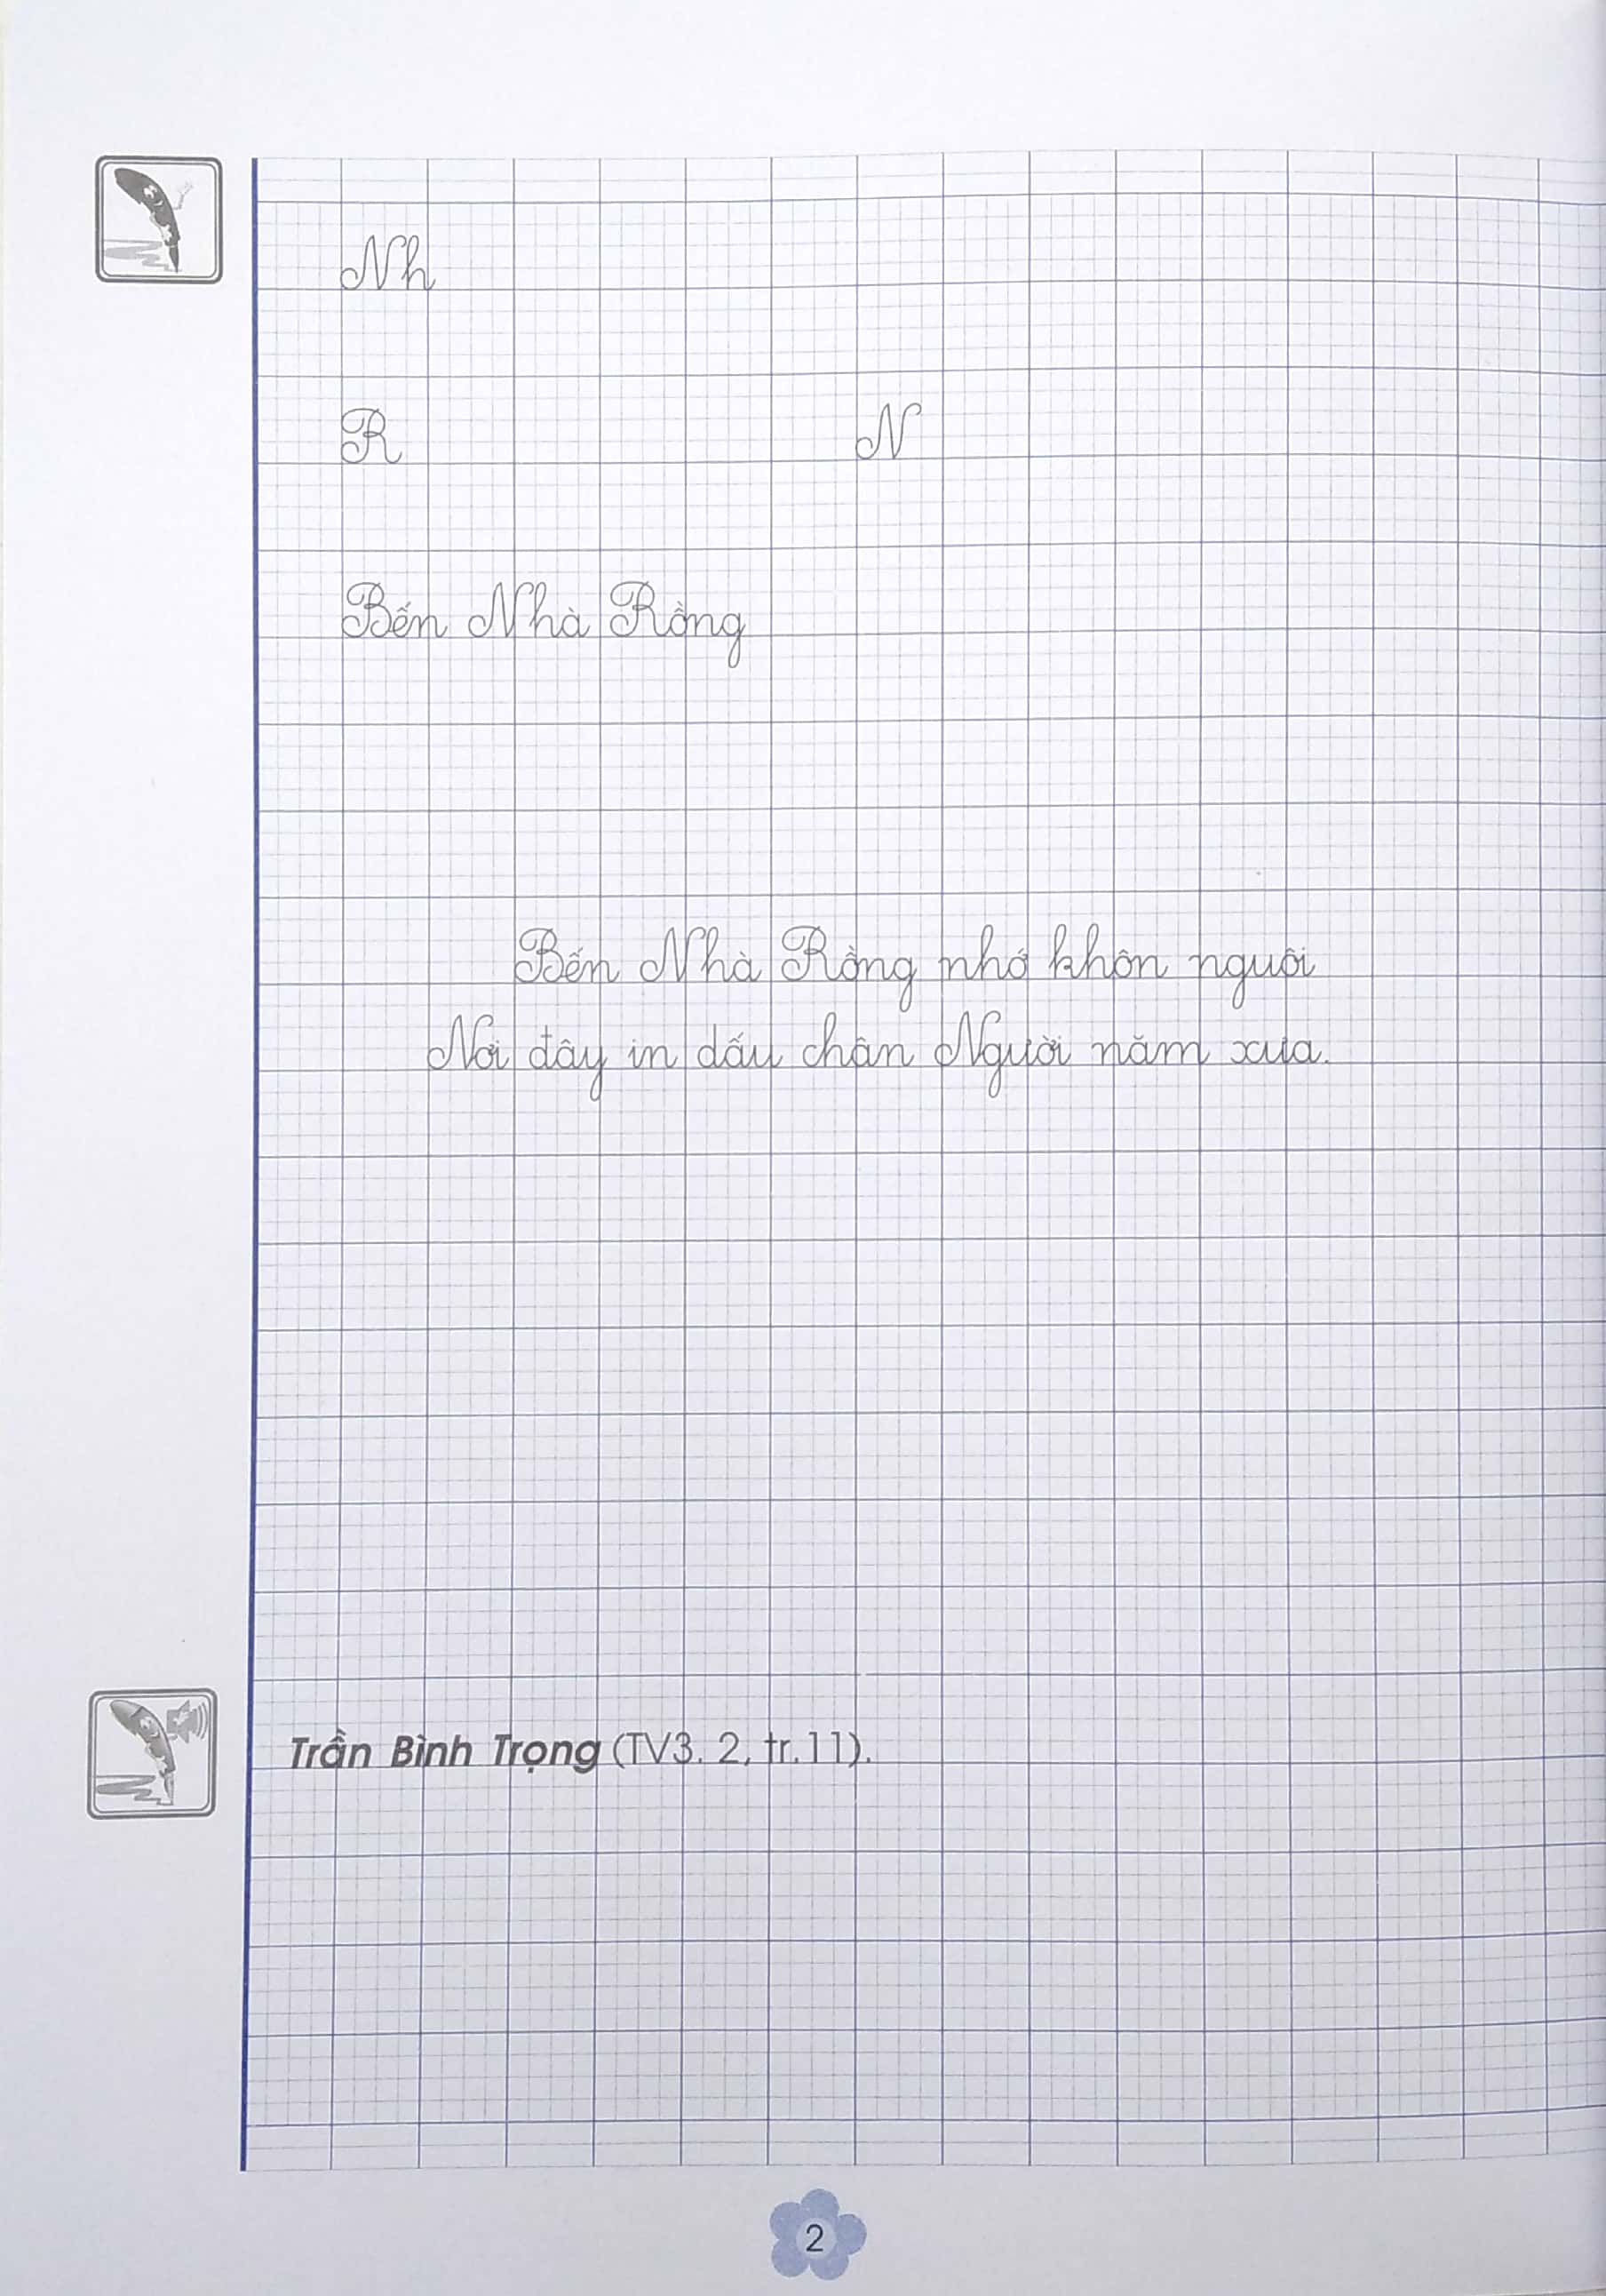 Nh
R N
Bến Nhà Rồng
Bến Nhà Rồng nhớ khôn nguôi
Nơi đây in dấu chân Người năm xưa.
Trần Bình Trọng (TV3. 2, tr.11).
2